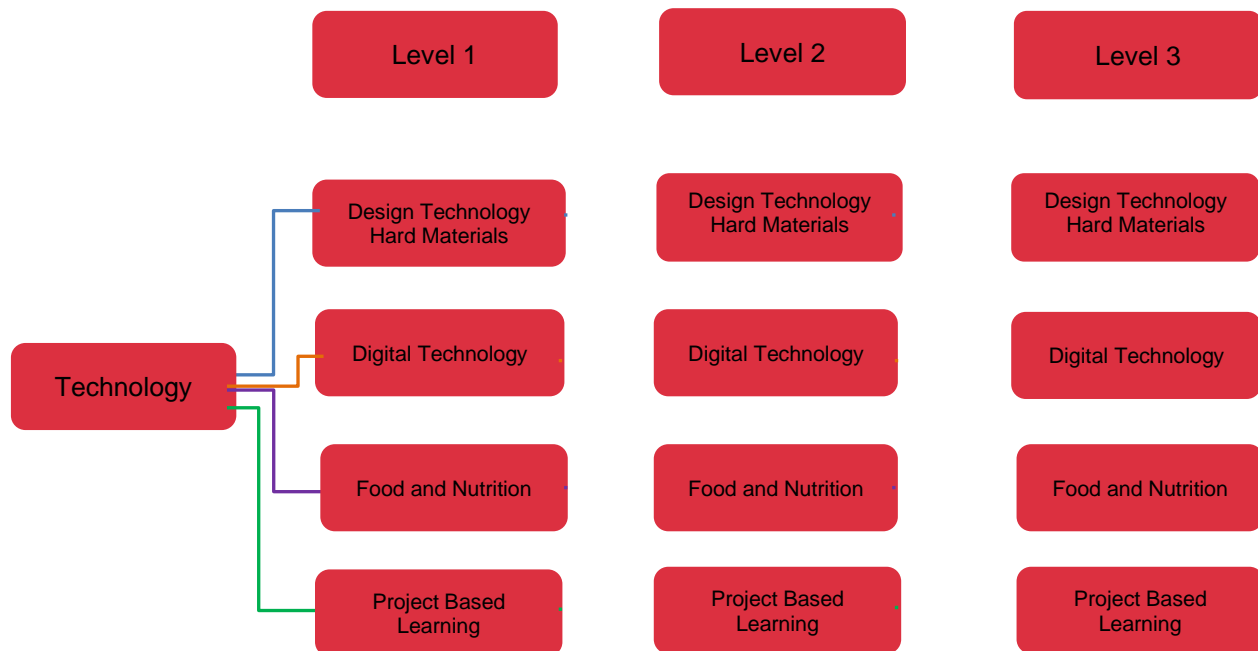 Level 1
Level 2
Level 3
Design Technology
Hard Materials
Design Technology
Hard Materials
Design Technology
Hard Materials
Technology
Digital Technology
Digital Technology
Digital Technology
Food and Nutrition
Food and Nutrition
Food and Nutrition
Project Based
Learning
Project Based
Learning
Project Based
Learning